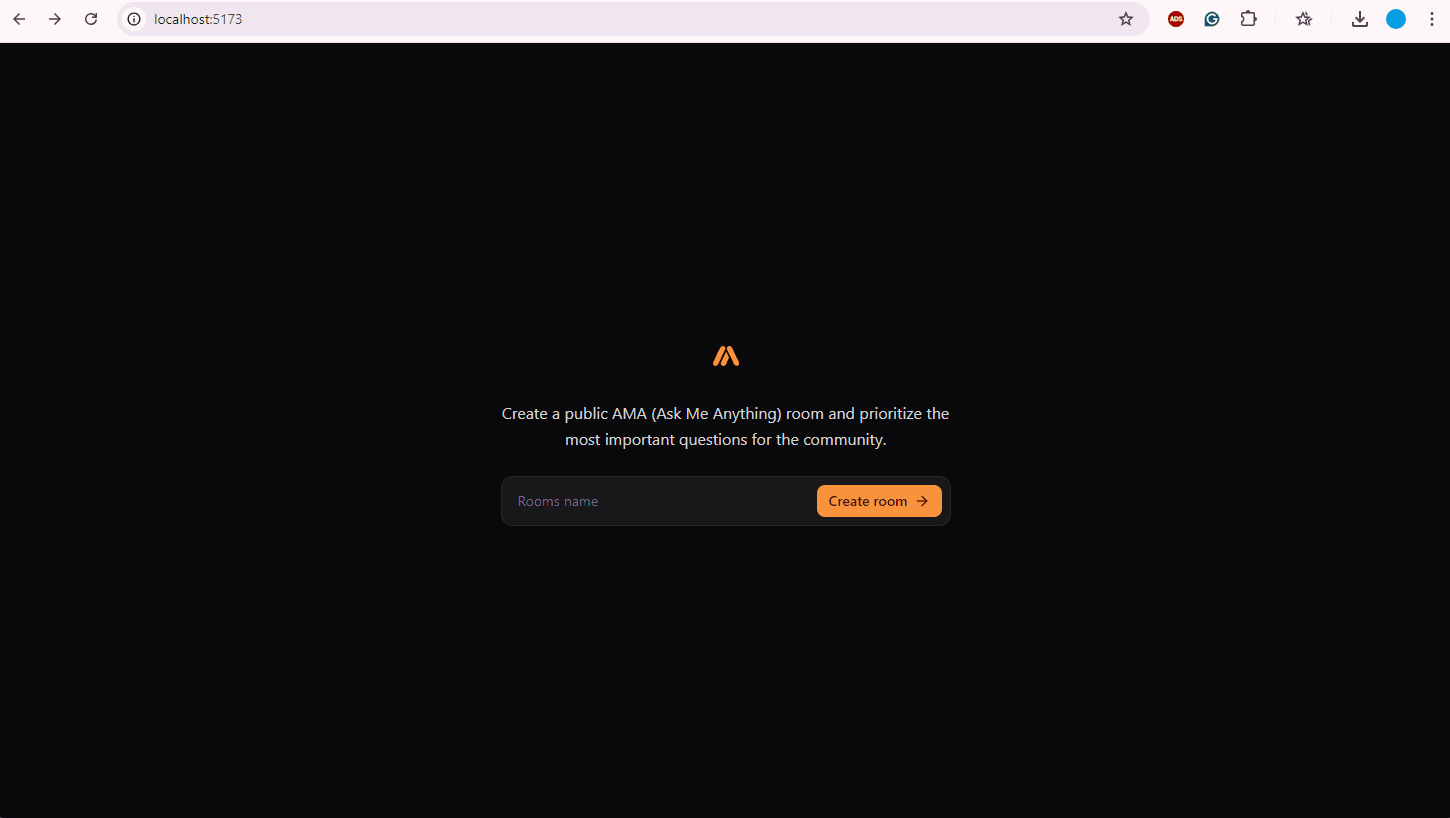 localhost:5173
ADS
Create a public AMA (Ask Me Anything) room and prioritize the
most important questions for the community.
Rooms name
Create room